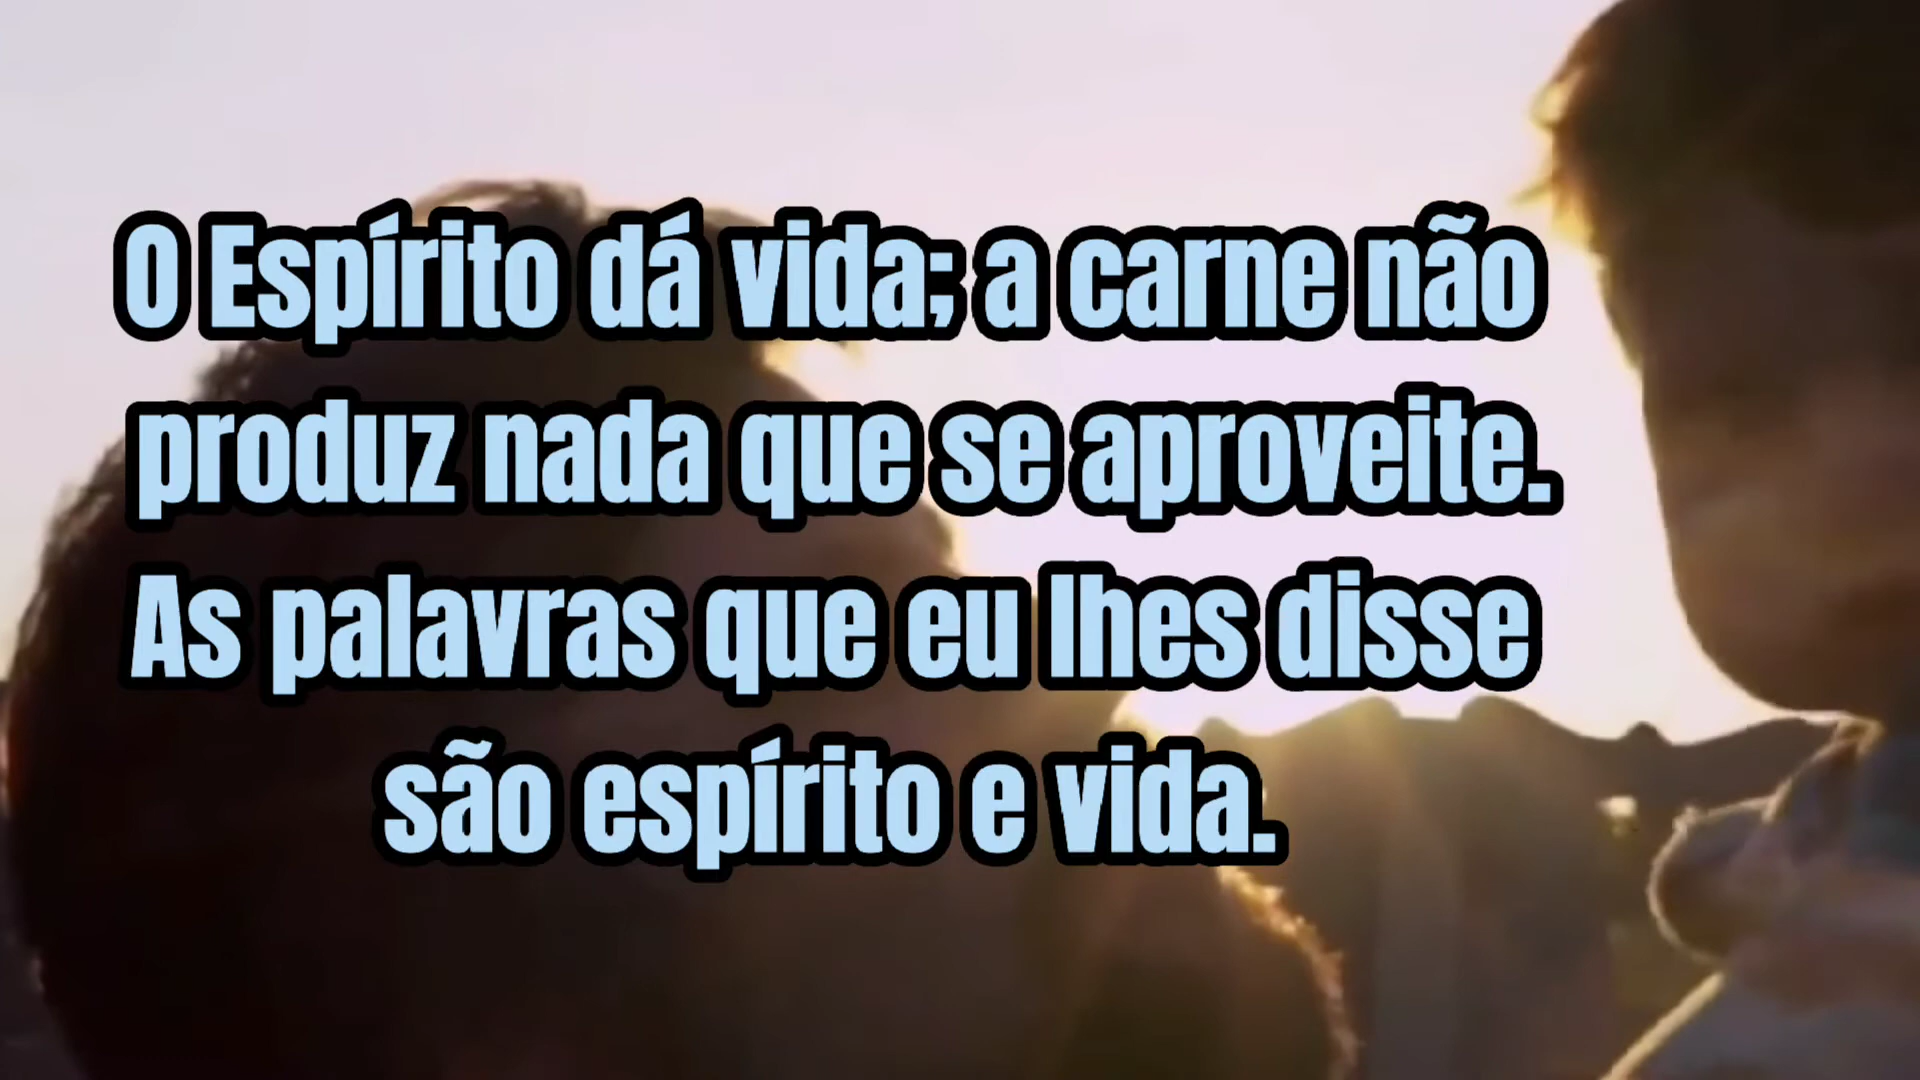 O Espírito dá vida; a carne não
produz nada que se aproveite.
As palavras que eu lhes disse
são espírito e vida.